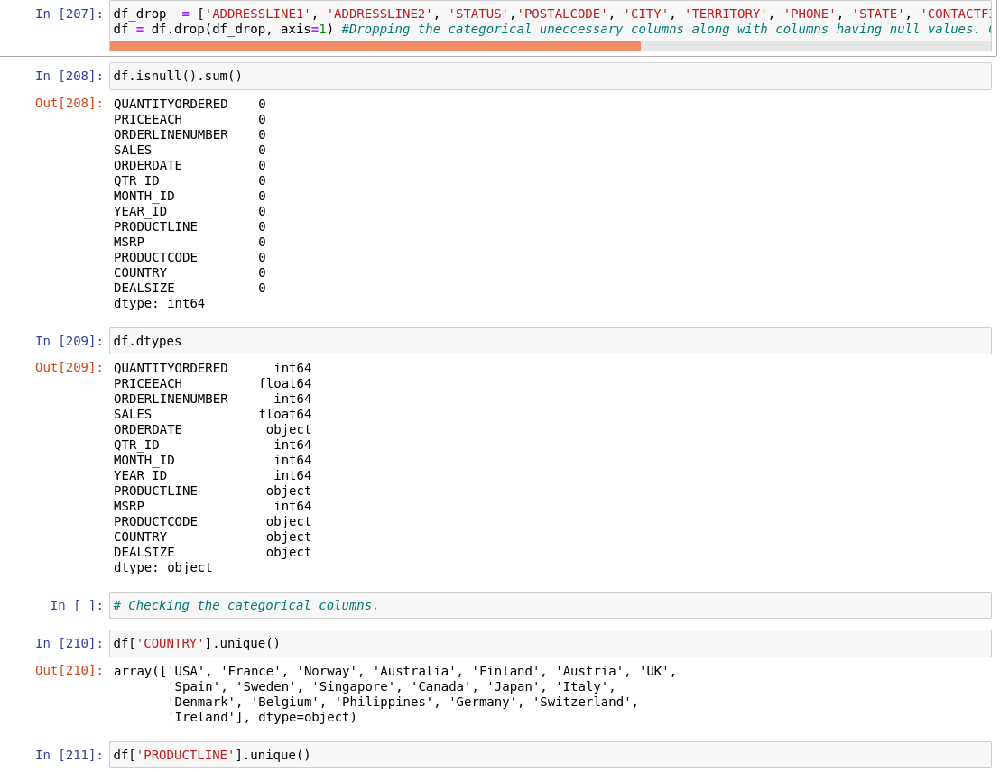 In [207]: df_drop  = ['ADDRESSLINE1', 'ADDRESSLINE2', 'STATUS','POSTALCODE', 'CITY', 'TERRITORY', 'PHONE', 'STATE', 'CONTACTF
df = df.drop(df_drop, axis=1) #Dropping the categorical uneccessary columns along with columns having null values.
In [208]: df.isnull().sum()
Out[208]: QUANTITYORDERED    0
PRICEEACH          0
ORDERLINENUMBER    0
SALES              0
ORDERDATE          0
QTR_ID             0
MONTH_ID           0
YEAR_ID            0
PRODUCTLINE        0
MSRP               0
PRODUCTCODE        0
COUNTRY            0
DEALSIZE           0
dtype: int64
In [209]: df.dtypes
Out[209]: QUANTITYORDERED      int64
PRICEEACH          float64
ORDERLINENUMBER      int64
SALES              float64
ORDERDATE           object
QTR_ID               int64
MONTH_ID             int64
YEAR_ID              int64
PRODUCTLINE         object
MSRP                 int64
PRODUCTCODE         object
COUNTRY             object
DEALSIZE            object
dtype: object
In [ ]: # Checking the categorical columns.
In [210]: df['COUNTRY'].unique()
Out[210]: array(['USA', 'France', 'Norway', 'Australia', 'Finland', 'Austria', 'UK',
       'Spain', 'Sweden', 'Singapore', 'Canada', 'Japan', 'Italy',
       'Denmark', 'Belgium', 'Philippines', 'Germany', 'Switzerland',
       'Ireland'], dtype=object)
In [211]: df['PRODUCTLINE'].unique()